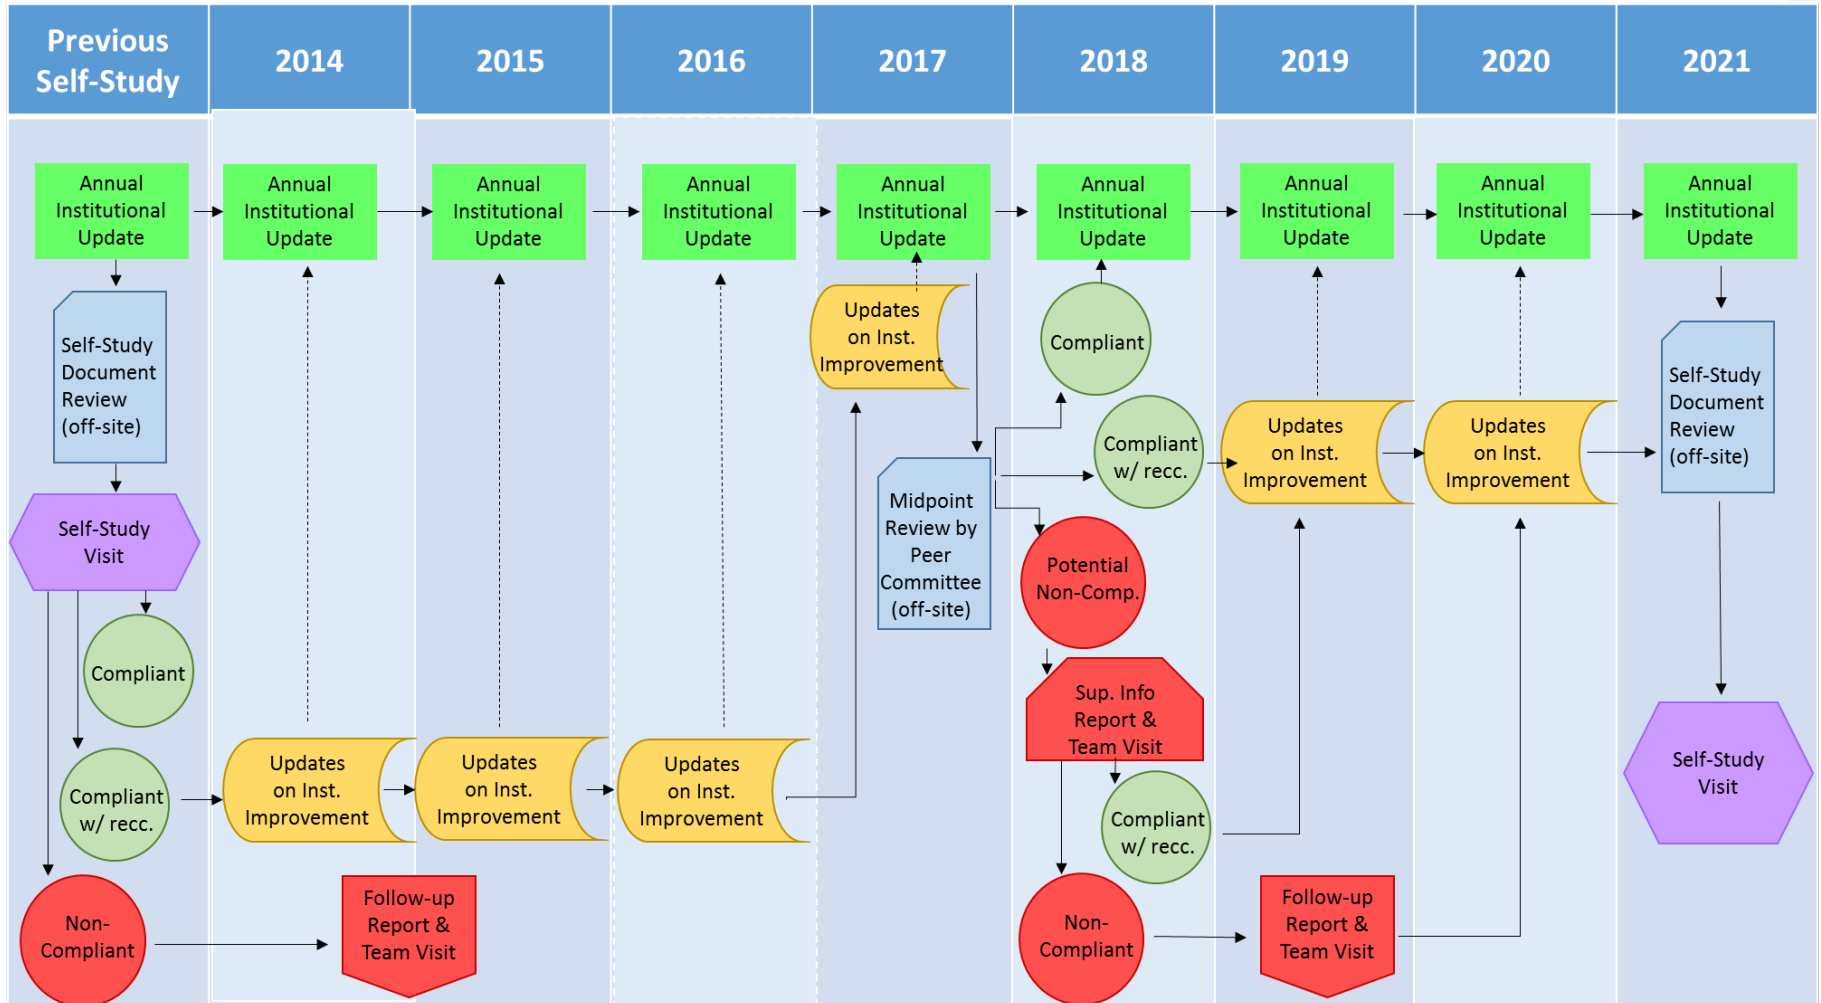 Previous
Self-Study
2014
2015
2016
2017
2018
2019
2020
2021
Annual
Institutional
Update
Annual
Institutional
Update
Annual
Institutional
Update
Annual
Institutional
Update
Annual
Institutional
Update
Annual
Institutional
Update
Annual
Institutional
Update
Annual
Institutional
Update
Annual
Institutional
Update
Self-Study
Document
Review
(off-site)
Self-Study
Visit
Compliant
Compliant
w/ recc.
Non-
Compliant
Updates
on Inst.
Improvement
Follow-up
Report &
Team Visit
Updates
on Inst.
Improvement
Updates
on Inst.
Improvement
Updates
on Inst.
Improvement
Midpoint
Review by
Peer
Committee
(off-site)
Compliant
Compliant
w/ recc.
Potential
Non-Comp.
Sup. Info
Report &
Team Visit
Compliant
w/ recc.
Non-
Compliant
Updates
on Inst.
Improvement
Follow-up
Report &
Team Visit
Updates
on Inst.
Improvement
Self-Study
Document
Review
(off-site)
Self-Study
Visit